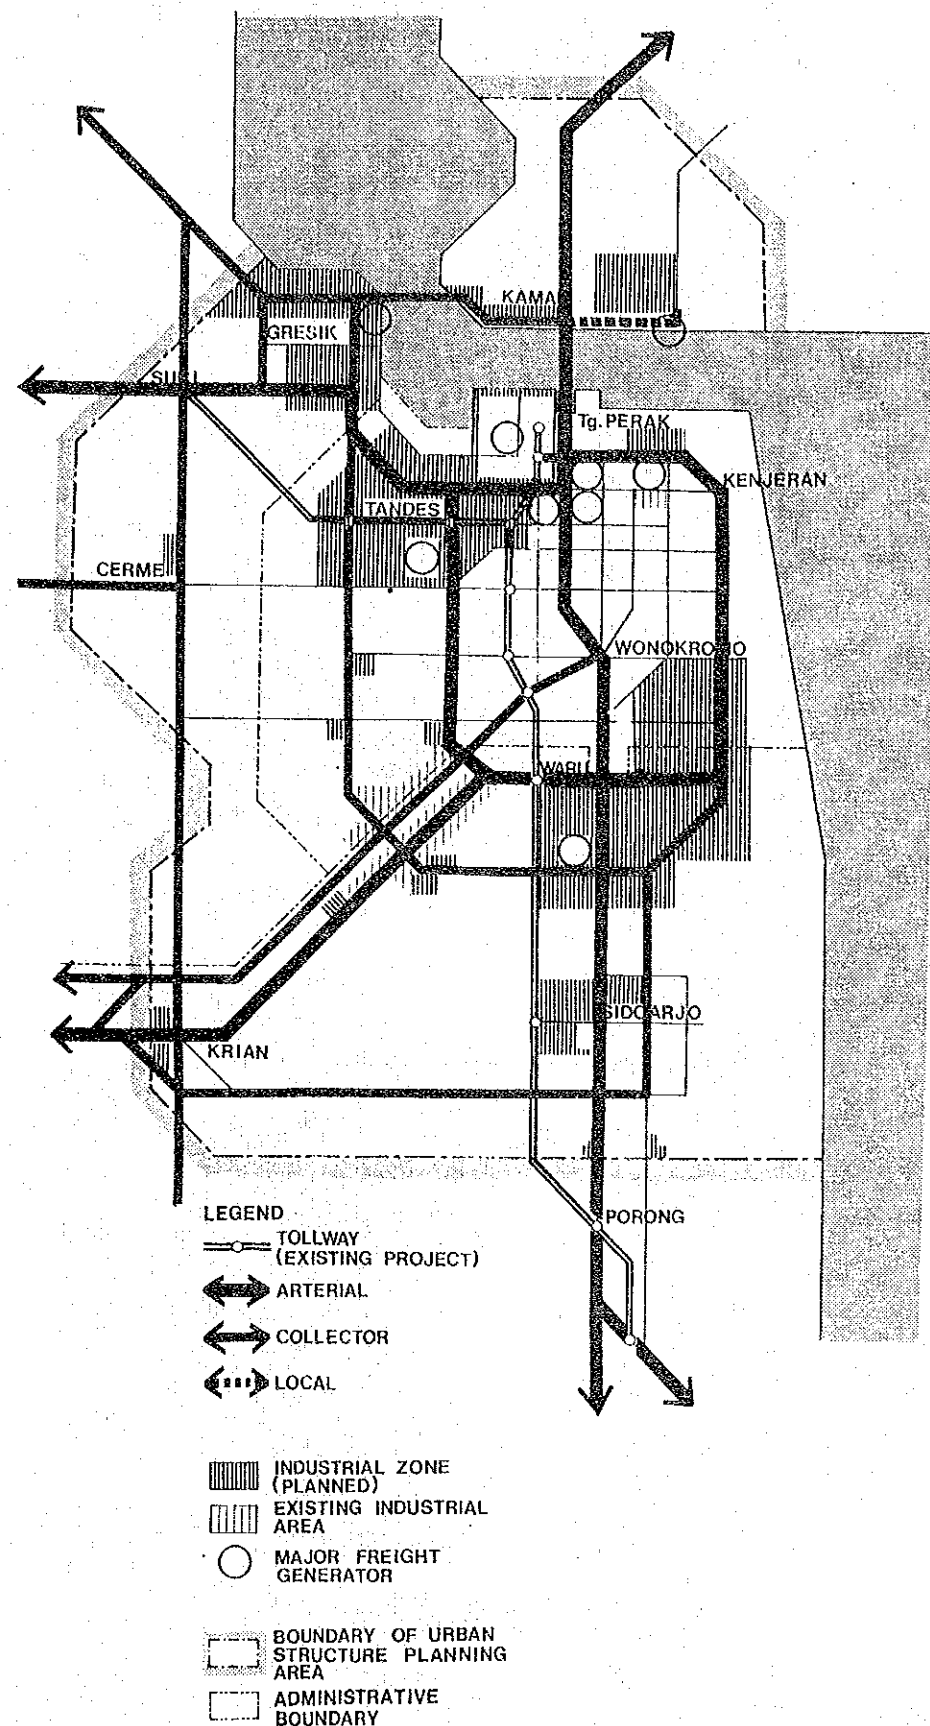 KAMAL
GRESIK
Tg. PERAK
KENJERAN
TANDES
CERME
WONOKROMO
WARU
SIDOARJO
KRIAN
PORONG
LEGEND
TOLLWAY
(EXISTING PROJECT)
ARTERIAL
COLLECTOR
LOCAL
INDUSTRIAL ZONE
(PLANNED)
EXISTING INDUSTRIAL
AREA
MAJOR FREIGHT
GENERATOR
BOUNDARY OF URBAN
STRUCTURE PLANNING
AREA
ADMINISTRATIVE
BOUNDARY